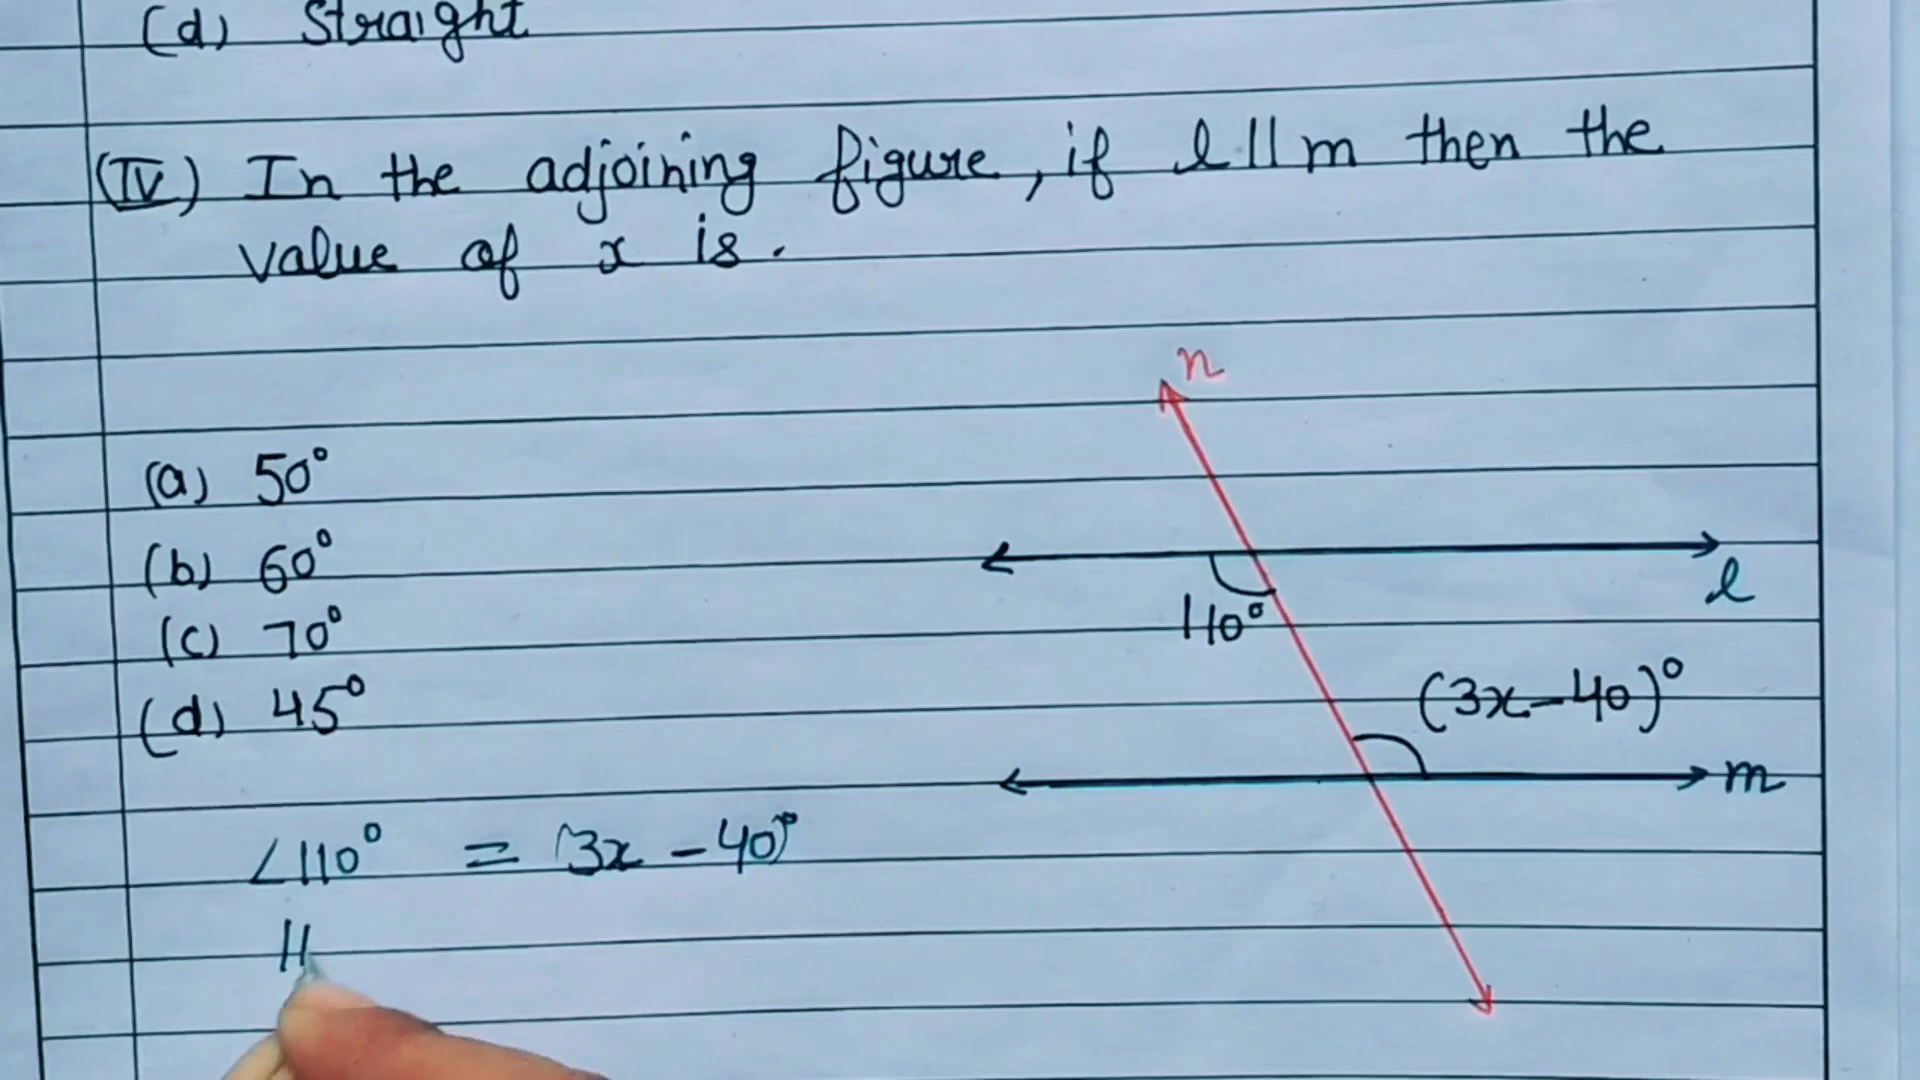 (d) Straight
(IV) In the adjoining figure, if l || m then the
value of x is.
n
(a) 50°
(b) 60°
l
(c) 70°
110°
(d) 45°
(3x-40)°
m
∠110° = (3x - 40)°
11